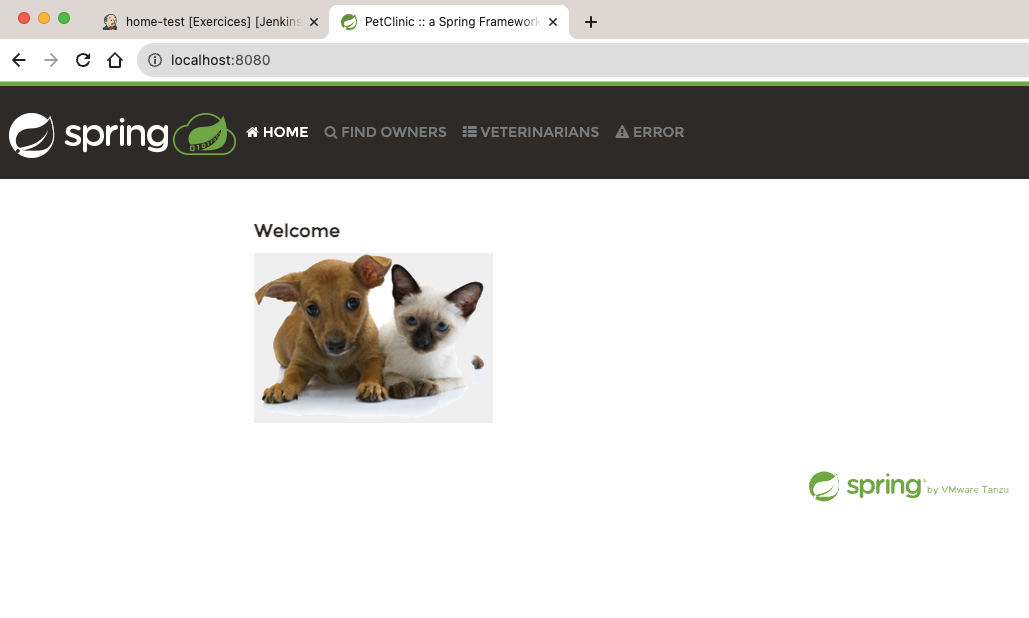 home-test [Exercices] [Jenkins
PetClinic :: a Spring Framework
localhost:8080
spring
HOME
FIND OWNERS
VETERINARIANS
ERROR
Welcome
spring by VMware Tanzu